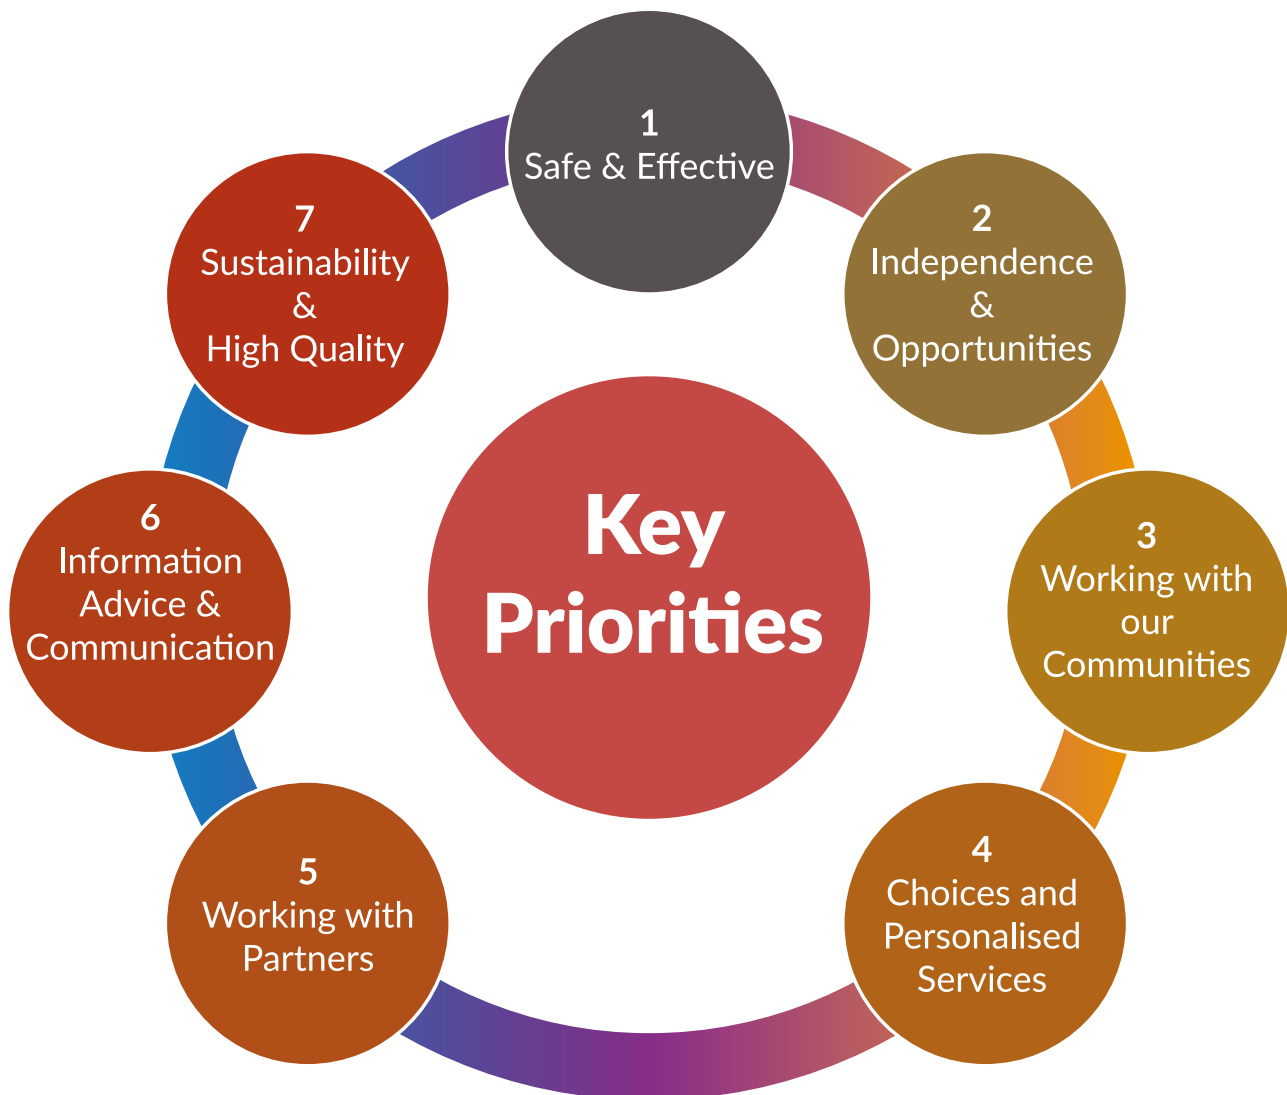 1
Safe & Effective
2
Independence
&
Opportunities
3
Working with
our
Communities
4
Choices and
Personalised
Services
5
Working with
Partners
6
Information
Advice &
Communication
7
Sustainability
&
High Quality
Key
Priorities